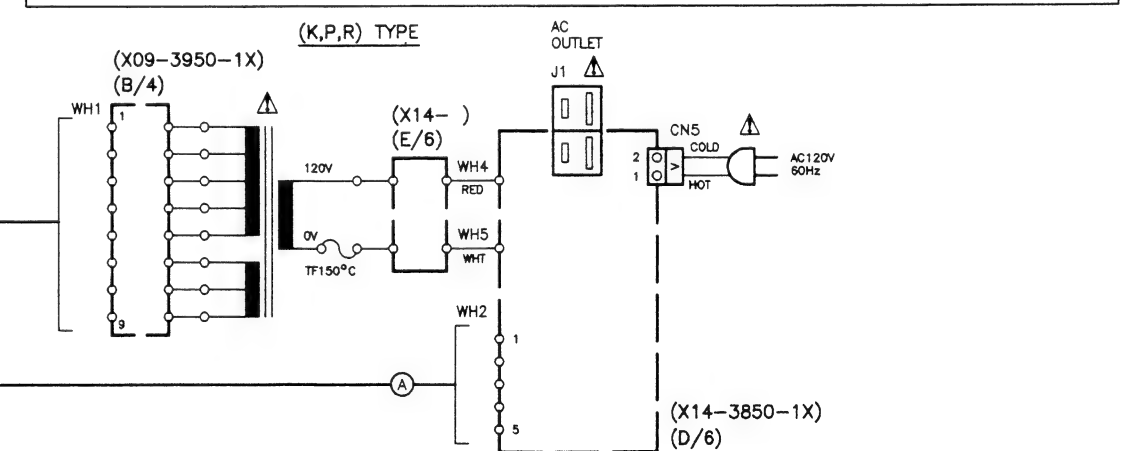 (K,P,R) TYPE
AC
OUTLET
J1
(X09-3950-1X)
(B/4)
WH1
1
9
120V
0V
TF150°C
(X14- )
(E/6)
WH4
RED
WH5
WHT
WH2
1
5
A
CN5
2
1
COLD
HOT
AC120V
60Hz
(X14-3850-1X)
(D/6)